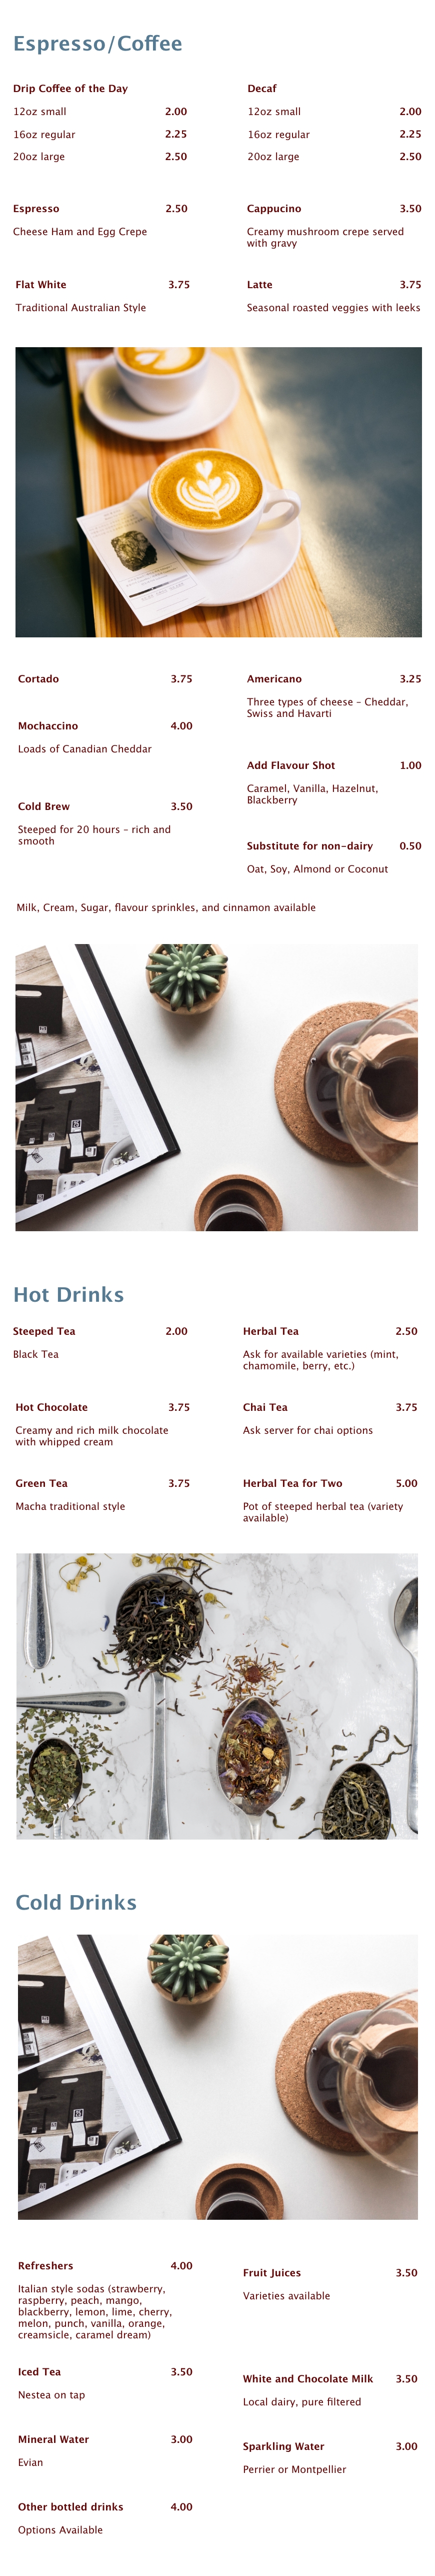 Espresso/Coffee
Drip Coffee of the Day
12oz small 2.00
16oz regular 2.25
20oz large 2.50
Decaf
12oz small 2.00
16oz regular 2.25
20oz large 2.50
Espresso 2.50
Cheese Ham and Egg Crepe
Cappucino 3.50
Creamy mushroom crepe served
with gravy
Flat White 3.75
Traditional Australian Style
Latte 3.75
Seasonal roasted veggies with leeks
Cortado 3.75
Mochaccino 4.00
Loads of Canadian Cheddar
Cold Brew 3.50
Steeped for 20 hours – rich and
smooth
Americano 3.25
Three types of cheese – Cheddar,
Swiss and Havarti
Add Flavour Shot 1.00
Caramel, Vanilla, Hazelnut,
Blackberry
Substitute for non-dairy 0.50
Oat, Soy, Almond or Coconut
Milk, Cream, Sugar, flavour sprinkles, and cinnamon available
Hot Drinks
Steeped Tea 2.00
Black Tea
Herbal Tea 2.50
Ask for available varieties (mint,
chamomile, berry, etc.)
Hot Chocolate 3.75
Creamy and rich milk chocolate
with whipped cream
Chai Tea 3.75
Ask server for chai options
Green Tea 3.75
Macha traditional style
Herbal Tea for Two 5.00
Pot of steeped herbal tea (variety
available)
Cold Drinks
Refreshers 4.00
Italian style sodas (strawberry,
raspberry, peach, mango,
blackberry, lemon, lime, cherry,
melon, punch, vanilla, orange,
creamsicle, caramel dream)
Fruit Juices 3.50
Varieties available
Iced Tea 3.50
Nestea on tap
White and Chocolate Milk 3.50
Local dairy, pure filtered
Mineral Water 3.00
Evian
Sparkling Water 3.00
Perrier or Montpellier
Other bottled drinks 4.00
Options Available